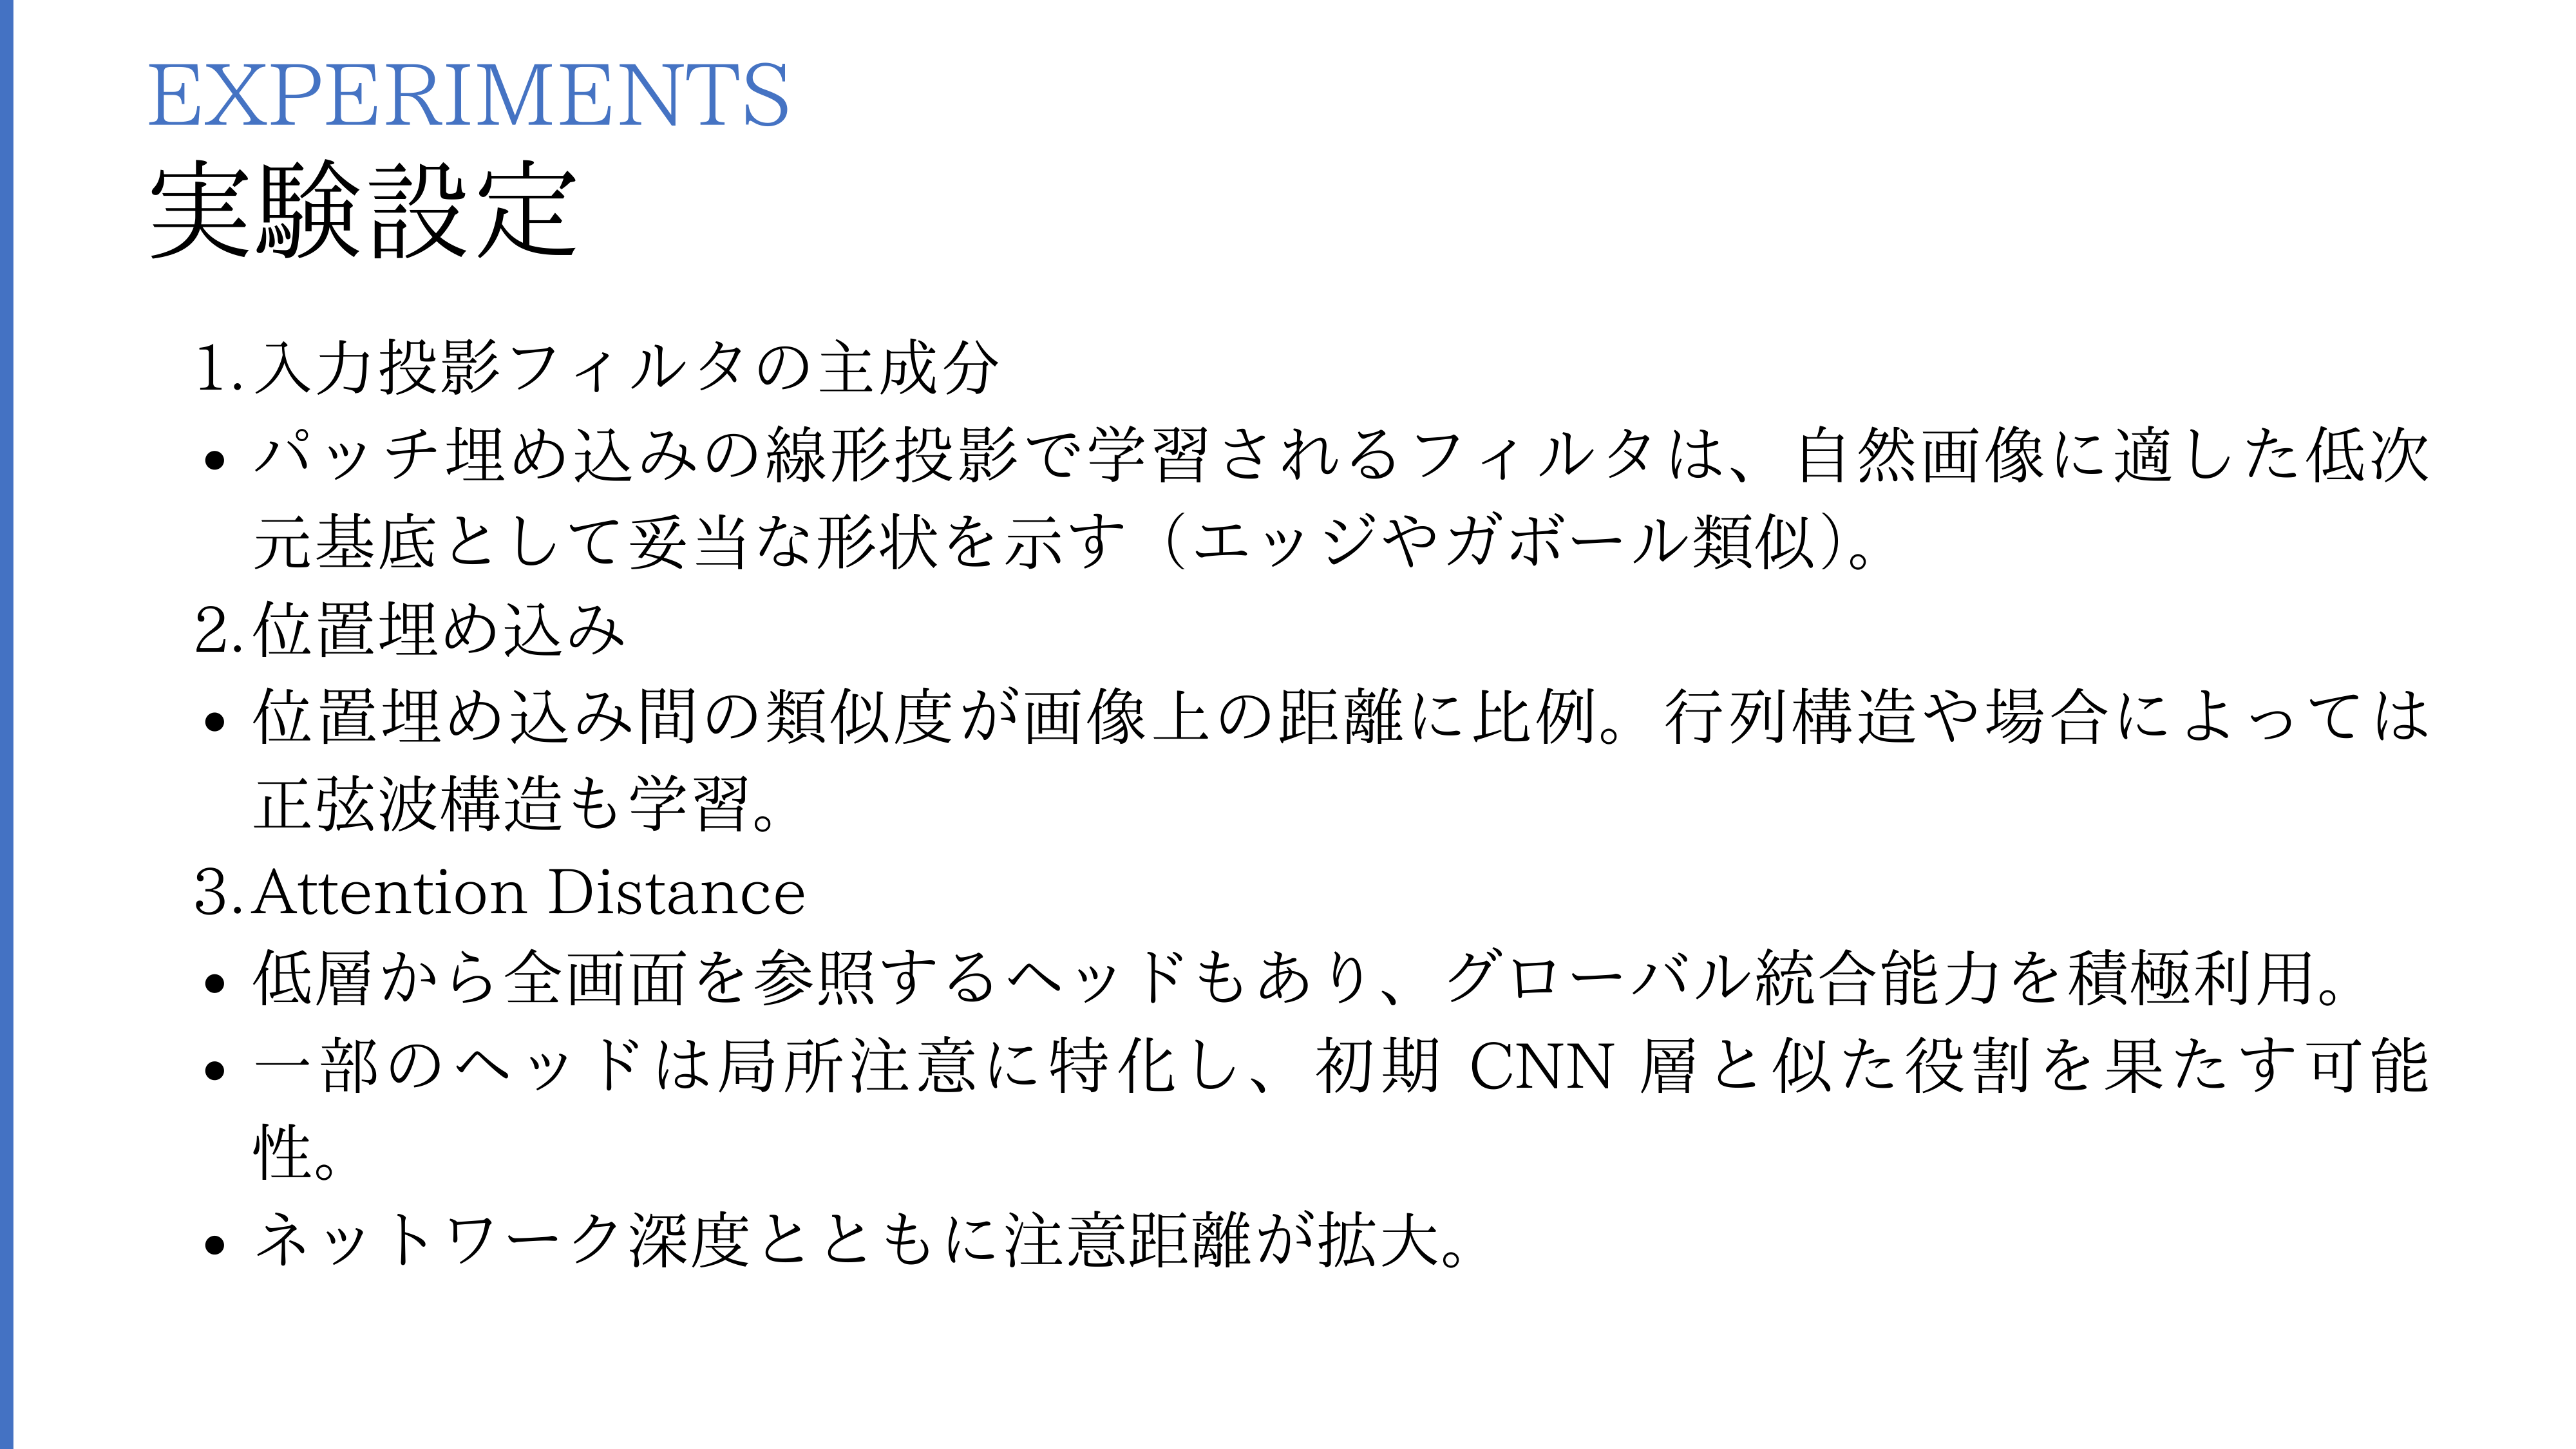 EXPERIMENTS
実験設定
1.入力投影フィルタの主成分
• パッチ埋め込みの線形投影で学習されるフィルタは、自然画像に適した低次
元基底として妥当な形状を示す（エッジやガボール類似）。
2.位置埋め込み
• 位置埋め込み間の類似度が画像上の距離に比例。行列構造や場合によっては
正弦波構造も学習。
3.Attention Distance
• 低層から全画面を参照するヘッドもあり、グローバル統合能力を積極利用。
• 一部のヘッドは局所注意に特化し、初期 CNN 層と似た役割を果たす可能
性。
• ネットワーク深度とともに注意距離が拡大。